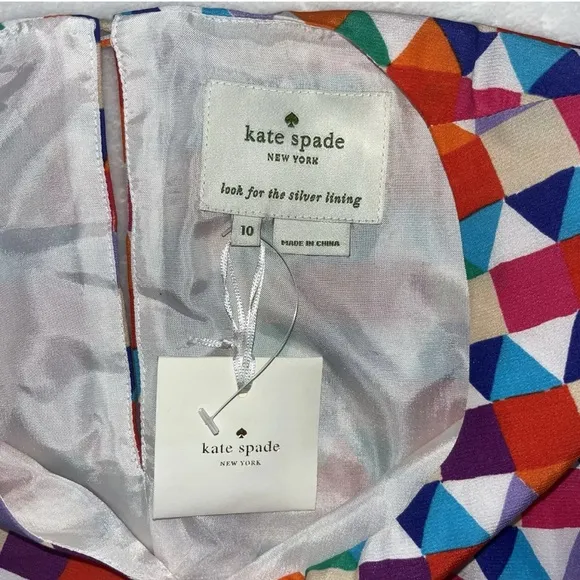 kate spade
NEW YORK
look for the silver lining
10
MADE IN CHINA
kate spade
NEW YORK